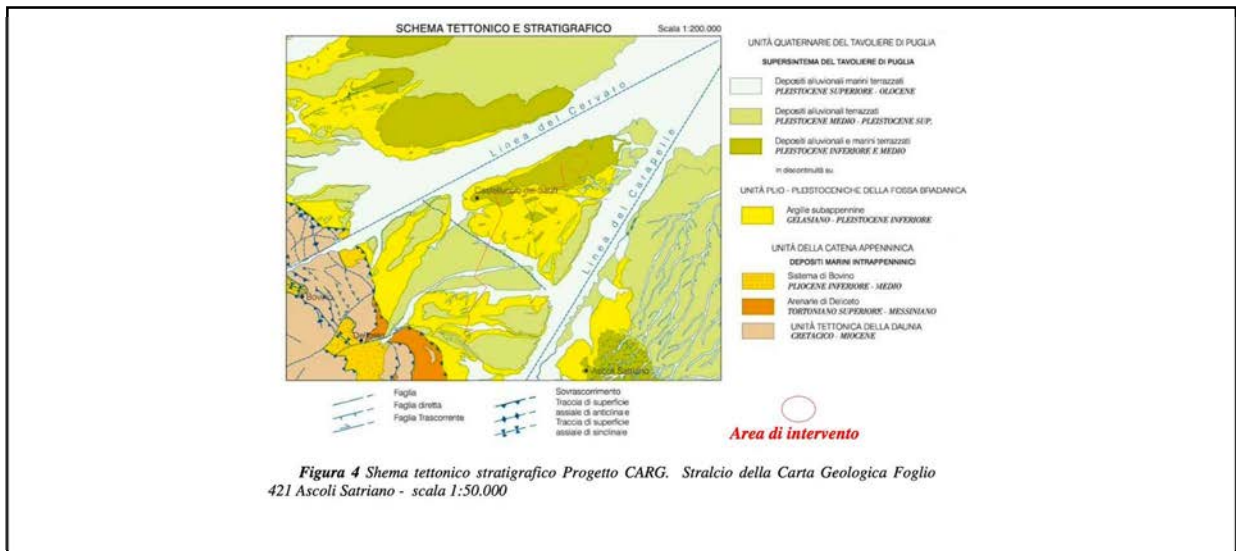 SCHEMA TETTONICO E STRATIGRAFICO
Scala 1:200.000
Linea del Cervaro
Castelluccio dei Sauri
Linea del Carapelle
Bovino
Deliceto
Ascoli Satriano
UNITÀ QUATERNARIE DEL TAVOLIERE DI PUGLIA
SUPERSINTEMA DEL TAVOLIERE DI PUGLIA
Depositi alluvionali marini terrazzati
PLEISTOCENE SUPERIORE - OLOCENE
Depositi alluvionali terrazzati
PLEISTOCENE MEDIO - PLEISTOCENE SUP.
Depositi alluvionali e marini terrazzati
PLEISTOCENE INFERIORE E MEDIO
in discontinuità su
UNITÀ PLIO - PLEISTOCENICHE DELLA FOSSA BRADANICA
Argille subappennine
GELASIANO - PLEISTOCENE INFERIORE
UNITÀ DELLA CATENA APPENNINICA
DEPOSITI MARINI INTRAPPENNINICI
Sistema di Bovino
PLIOCENE INFERIORE - MEDIO
Arenarie di Deliceto
TORTONIANO SUPERIORE - MESSINIANO
UNITÀ TETTONICA DELLA DAUNIA
CRETACICO - MIOCENE
Faglia
Faglia diretta
Faglia Trascorrente
Sovrascorrimento
Traccia di superficie
assiale di anticlinale
Traccia di superficie
assiale di sinclinale
Area di intervento
Figura 4 Shema tettonico stratigrafico Progetto CARG. Stralcio della Carta Geologica Foglio
421 Ascoli Satriano - scala 1:50.000